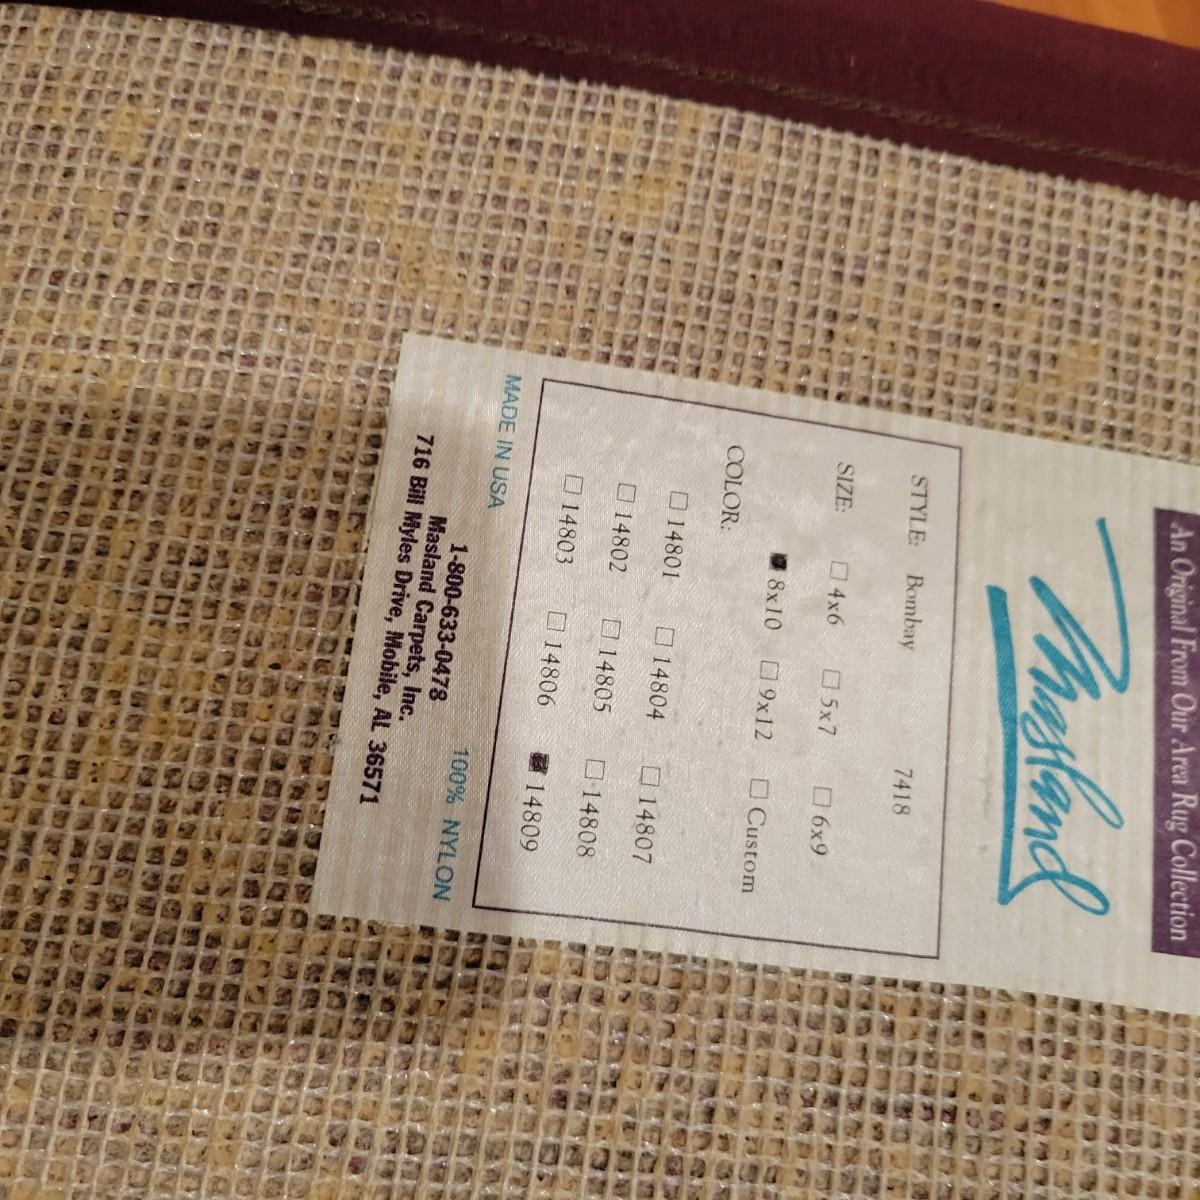 An Original From Our Area Rug Collection
Masland
STYLE: Bombay 7418
SIZE: ☐ 4x6 ☐ 5x7 ☐ 6x9
■ 8x10 ☐ 9x12 ☐ Custom
COLOR:
☐ 14801 ☐ 14804 ☐ 14807
☐ 14802 ☐ 14805 ☐ 14808
☐ 14803 ☐ 14806 ■ 14809
MADE IN USA 100% NYLON
1-800-633-0478
Masland Carpets, Inc.
716 Bill Myles Drive, Mobile, AL 36571